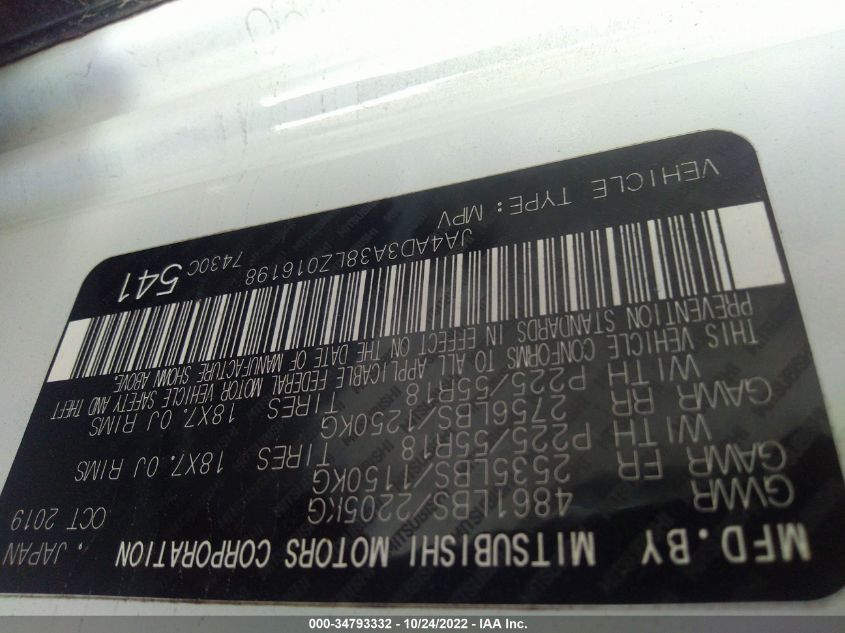 MFD.BY MITSUBISHI MOTORS CORPORATION , JAPAN
GVWR 4861LBS/2205KG OCT 2019
GAWR FR 2535LBS/1150KG
WITH P225/55R18 TIRES 18X7.0J RIMS
GAWR RR 2756LBS/1250KG
WITH P225/55R18 TIRES 18X7.0J RIMS
THIS VEHICLE CONFORMS TO ALL APPLICABLE FEDERAL MOTOR VEHICLE SAFETY AND THEFT
PREVENTION STANDARDS IN EFFECT ON THE DATE OF MANUFACTURE SHOWN ABOVE.
JA4AD3A38LZ016198 7430C 541
VEHICLE TYPE: MPV
000-34793332 - 10/24/2022 - IAA Inc.